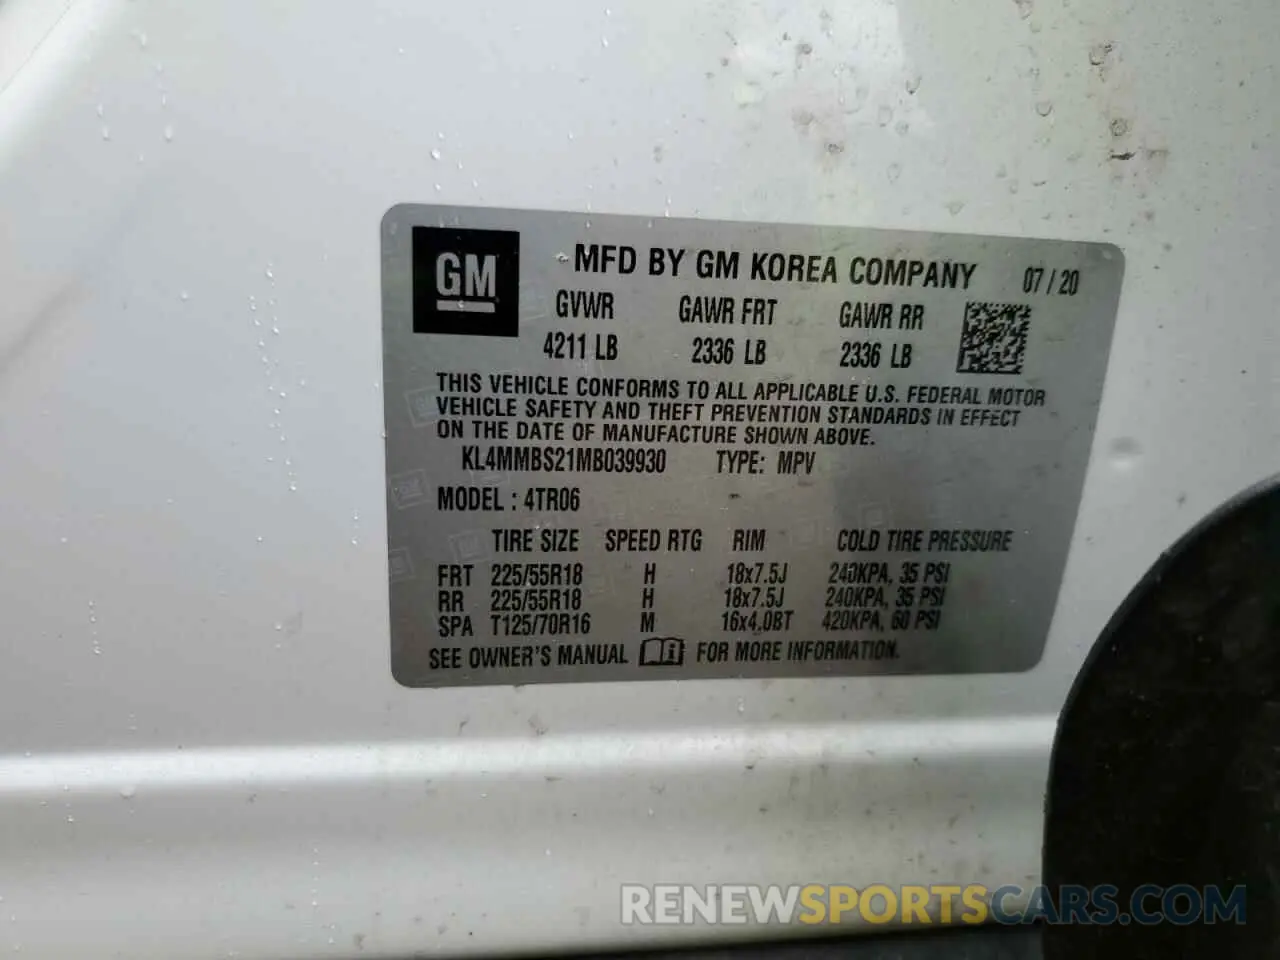 GM
MFD BY GM KOREA COMPANY 07/20
GVWR GAWR FRT GAWR RR
4211 LB 2336 LB 2336 LB
THIS VEHICLE CONFORMS TO ALL APPLICABLE U.S. FEDERAL MOTOR
VEHICLE SAFETY AND THEFT PREVENTION STANDARDS IN EFFECT
ON THE DATE OF MANUFACTURE SHOWN ABOVE.
KL4MMBS21MB039930 TYPE: MPV
MODEL : 4TR06
TIRE SIZE SPEED RTG RIM COLD TIRE PRESSURE
FRT 225/55R18 H 18x7.5J 240KPA, 35 PSI
RR 225/55R18 H 18x7.5J 240KPA, 35 PSI
SPA T125/70R16 M 16x4.0BT 420KPA, 60 PSI
SEE OWNER'S MANUAL FOR MORE INFORMATION.
RENEWSPORTSCARS.COM